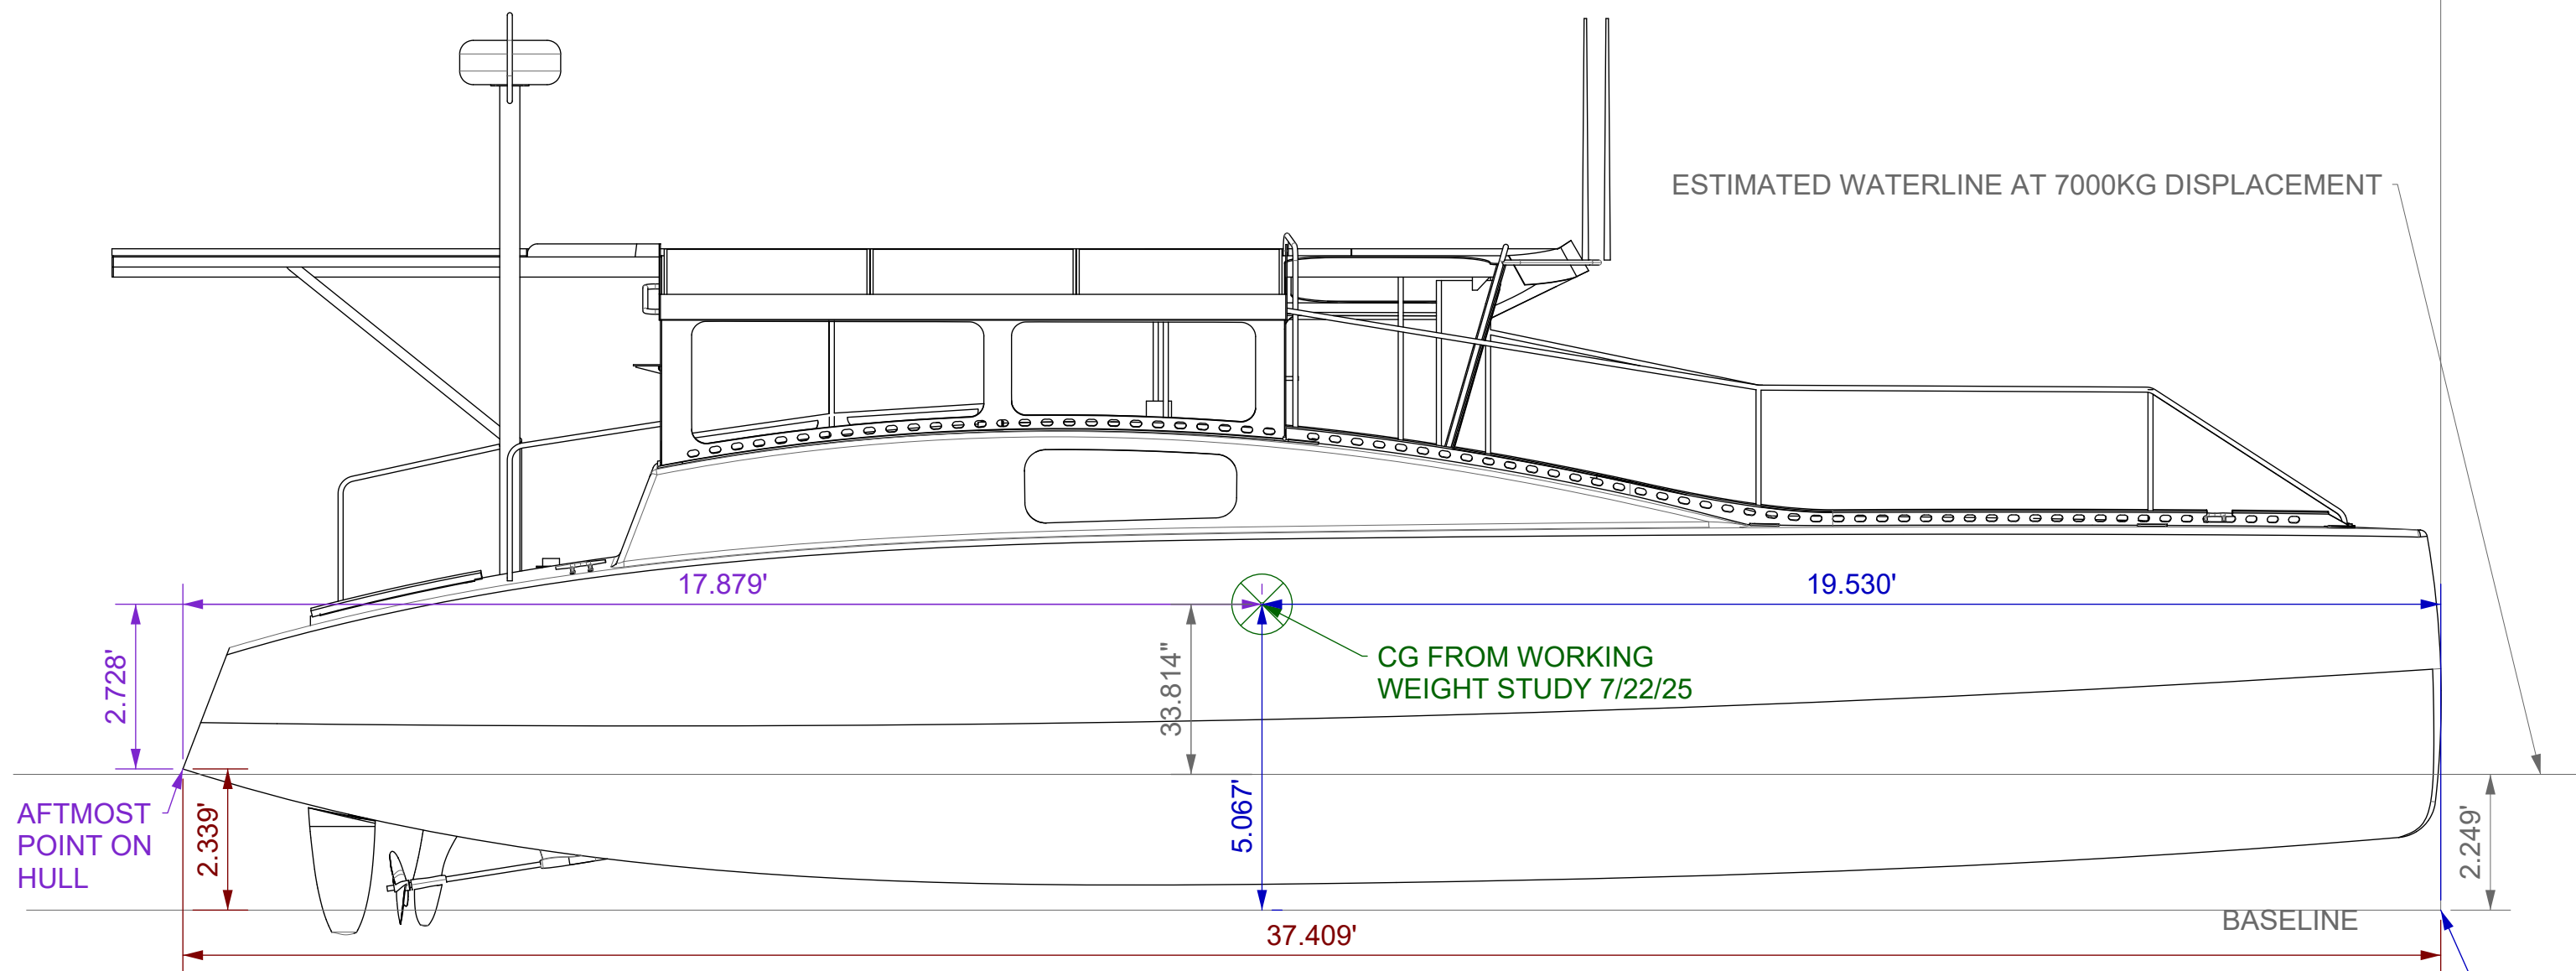 ESTIMATED WATERLINE AT 7000KG DISPLACEMENT
17.879'
19.530'
2.728'
33.814"
CG FROM WORKING
WEIGHT STUDY 7/22/25
AFTMOST
POINT ON
HULL
2.339'
5.067'
2.249'
BASELINE
37.409'